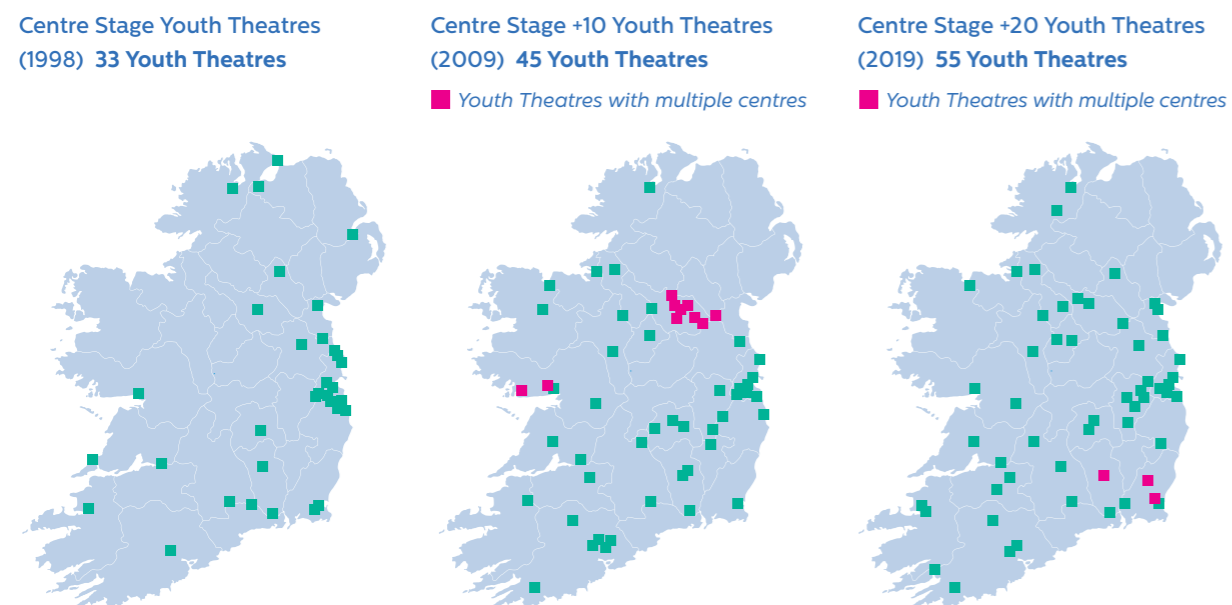 Centre Stage Youth Theatres
(1998) 33 Youth Theatres
Centre Stage +10 Youth Theatres
(2009) 45 Youth Theatres
Youth Theatres with multiple centres
Centre Stage +20 Youth Theatres
(2019) 55 Youth Theatres
Youth Theatres with multiple centres